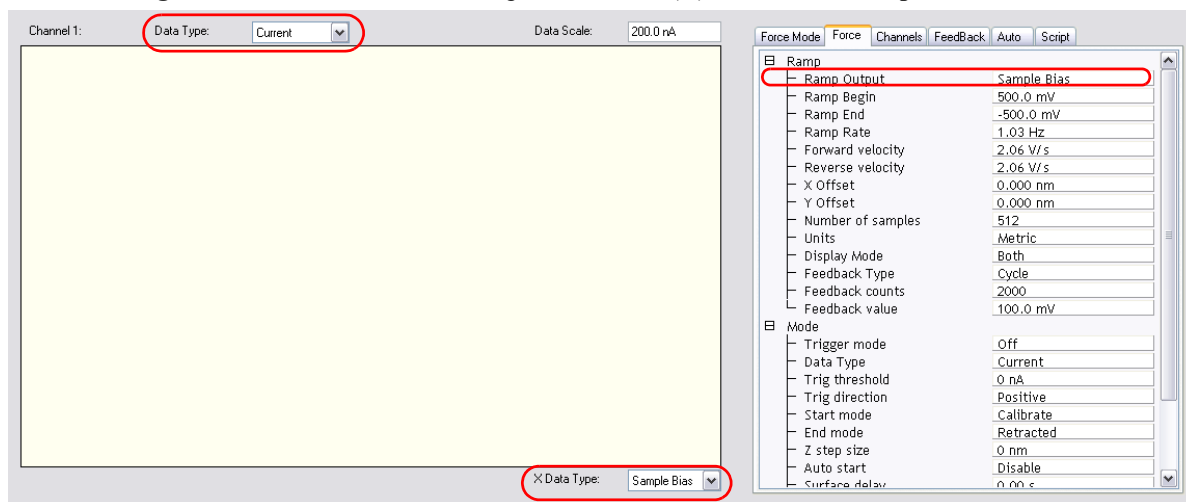 Channel 1: Data Type: Current Data Scale: 200.0 nA
Force Mode Force Channels FeedBack Auto Script
Ramp
Ramp Output Sample Bias
Ramp Begin 500.0 mV
Ramp End -500.0 mV
Ramp Rate 1.03 Hz
Forward velocity 2.06 V/s
Reverse velocity 2.06 V/s
X Offset 0.000 nm
Y Offset 0.000 nm
Number of samples 512
Units Metric
Display Mode Both
Feedback Type Cycle
Feedback counts 2000
Feedback value 100.0 mV
Mode
Trigger mode Off
Data Type Current
Trig threshold 0 nA
Trig direction Positive
Start mode Calibrate
End mode Retracted
Z step size 0 nm
Auto start Disable
Surface delay 0.00 s
X Data Type: Sample Bias